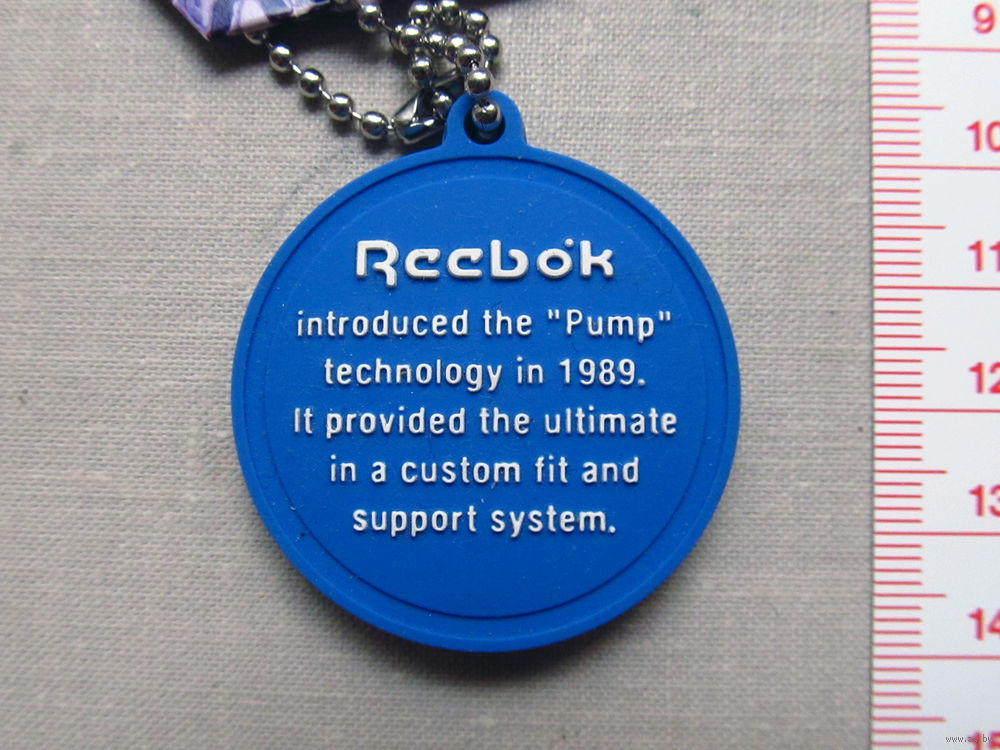 Reebok
introduced the "Pump"
technology in 1989.
It provided the ultimate
in a custom fit and
support system.
9
10
11
12
13
14